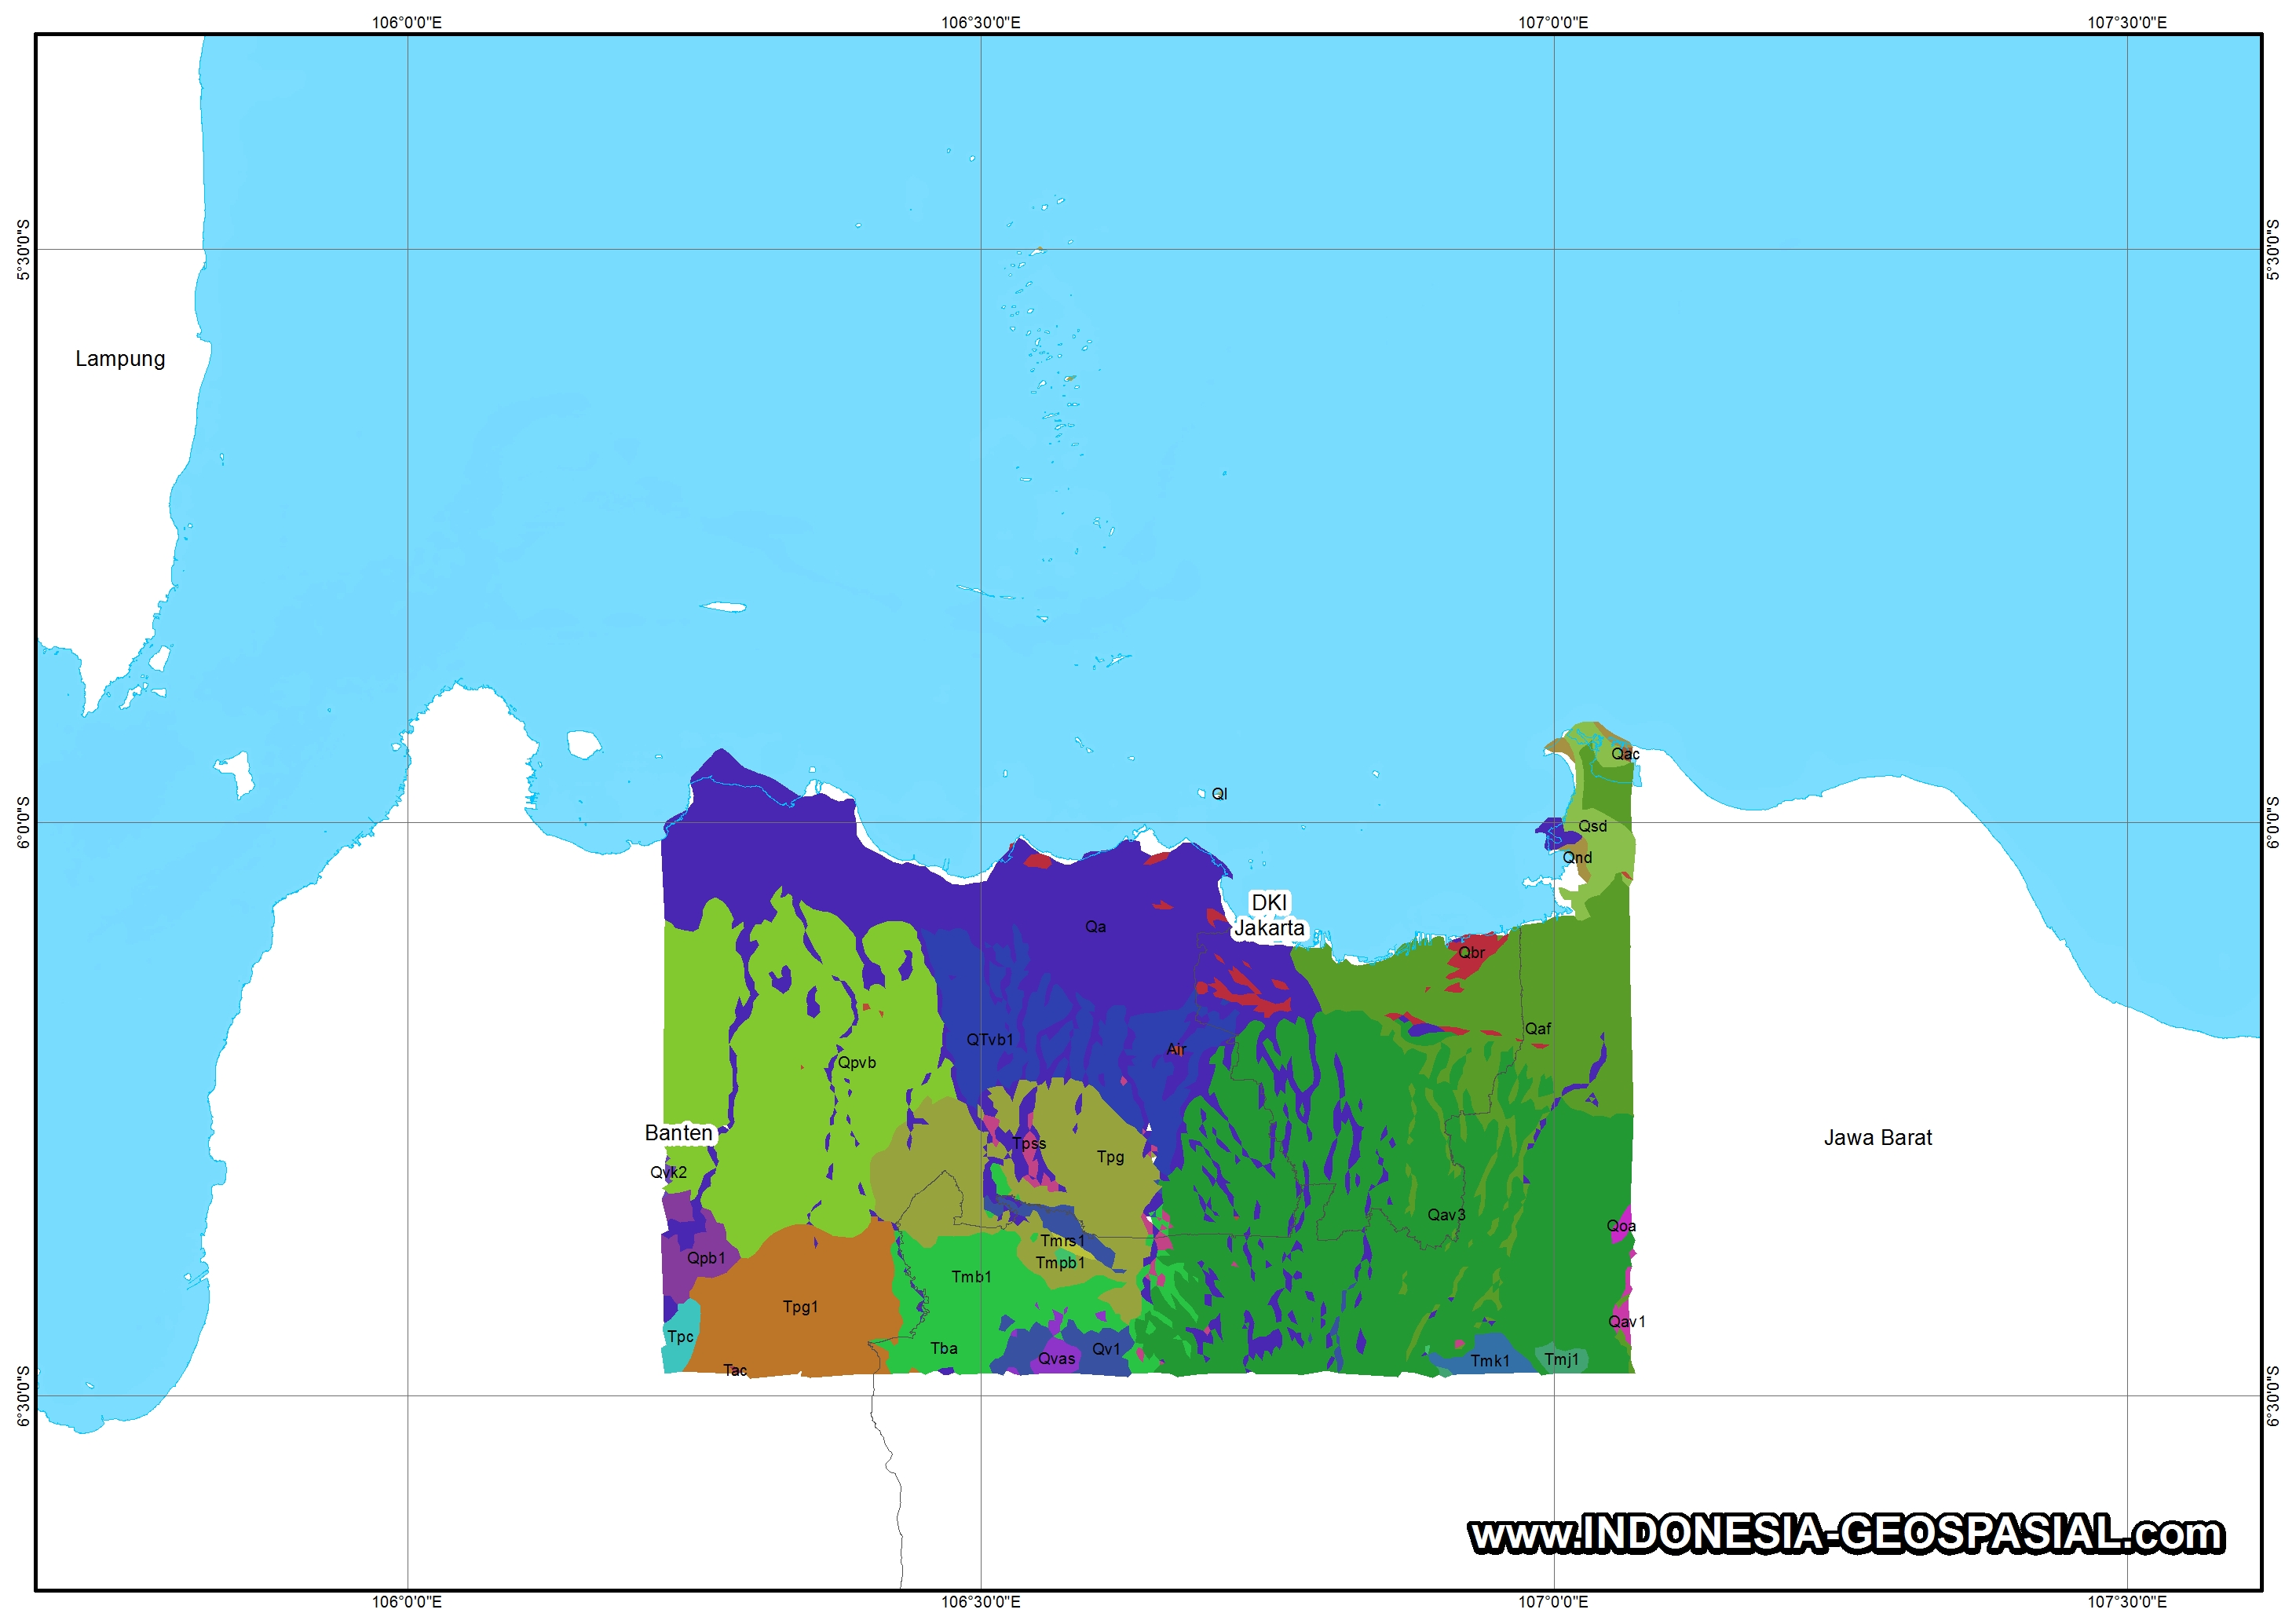 106°0'0"E
106°30'0"E
107°0'0"E
107°30'0"E
5°30'0"S
5°30'0"S
Lampung
Qac
Ql
6°0'0"S
Qsd
6°0'0"S
Qnd
DKI
Jakarta
Qa
Qbr
Qaf
QTvb1
Air
Qpvb
Banten
Jawa Barat
Tpss
Tpg
Qvk2
Qav3
Qoa
Tmrs1
Qpb1
Tmpb1
Tmb1
Tpg1
Qav1
Tpc
Tba
Qv1
Qvas
Tmk1
Tmj1
Tac
6°30'0"S
6°30'0"S
www.INDONESIA-GEOSPASIAL.com
106°0'0"E
106°30'0"E
107°0'0"E
107°30'0"E